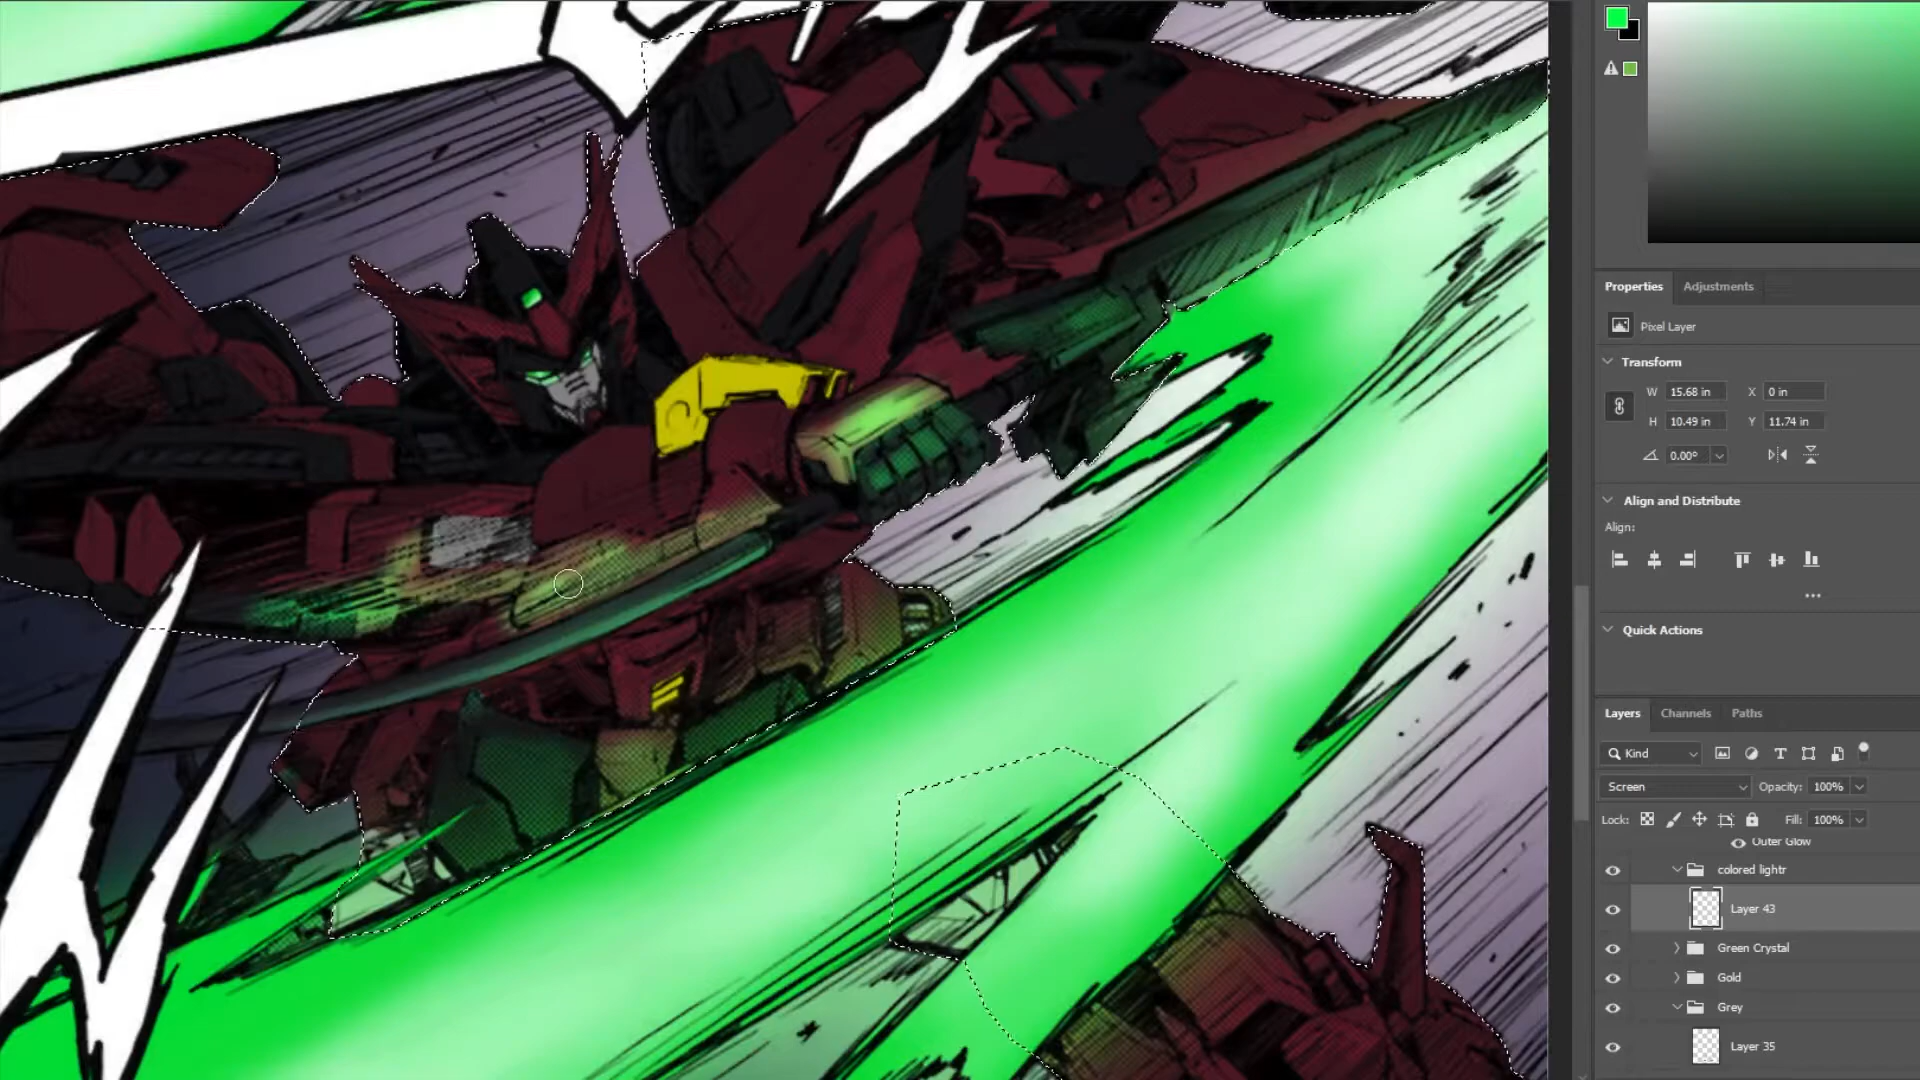 Properties Adjustments
Pixel Layer
Transform
W 15.68 in X 0 in
H 10.49 in Y 11.74 in
0.00°
Align and Distribute
Align:
Quick Actions
Layers Channels Paths
Kind
Screen Opacity: 100%
Lock: Fill: 100%
Outer Glow
colored lightr
Layer 43
Green Crystal
Gold
Grey
Layer 35